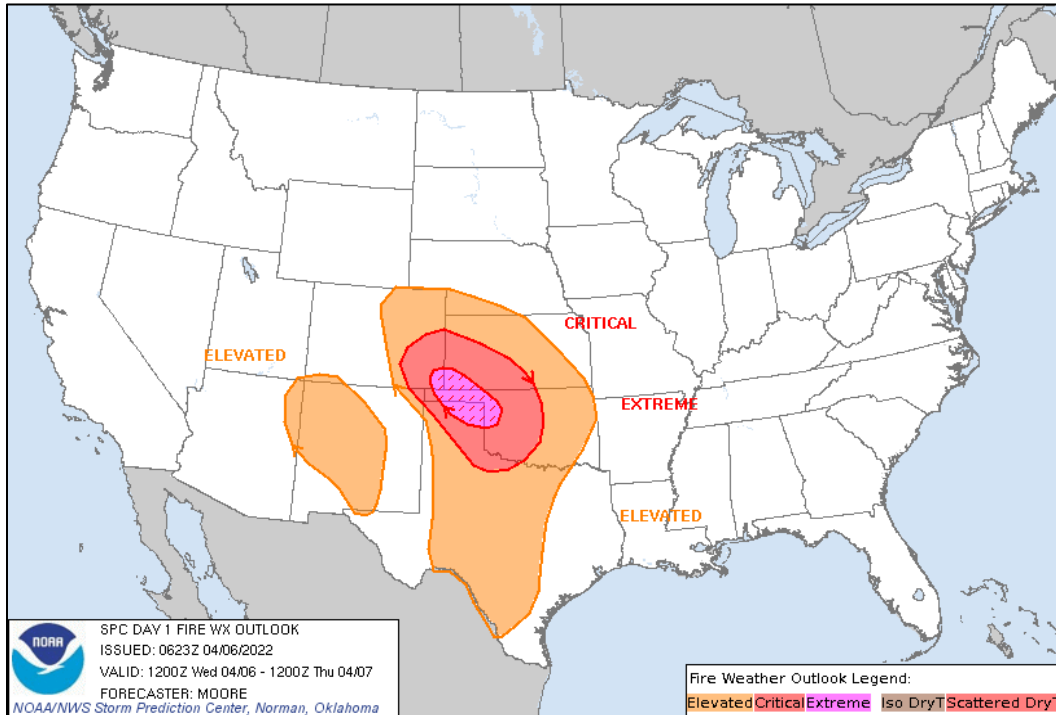 ELEVATED
CRITICAL
EXTREME
ELEVATED
NOAA
SPC DAY 1 FIRE WX OUTLOOK
ISSUED: 0623Z 04/06/2022
VALID: 1200Z Wed 04/06 - 1200Z Thu 04/07
FORECASTER: MOORE
NOAA/NWS Storm Prediction Center, Norman, Oklahoma
Fire Weather Outlook Legend:
Elevated Critical Extreme Iso DryT Scattered DryT